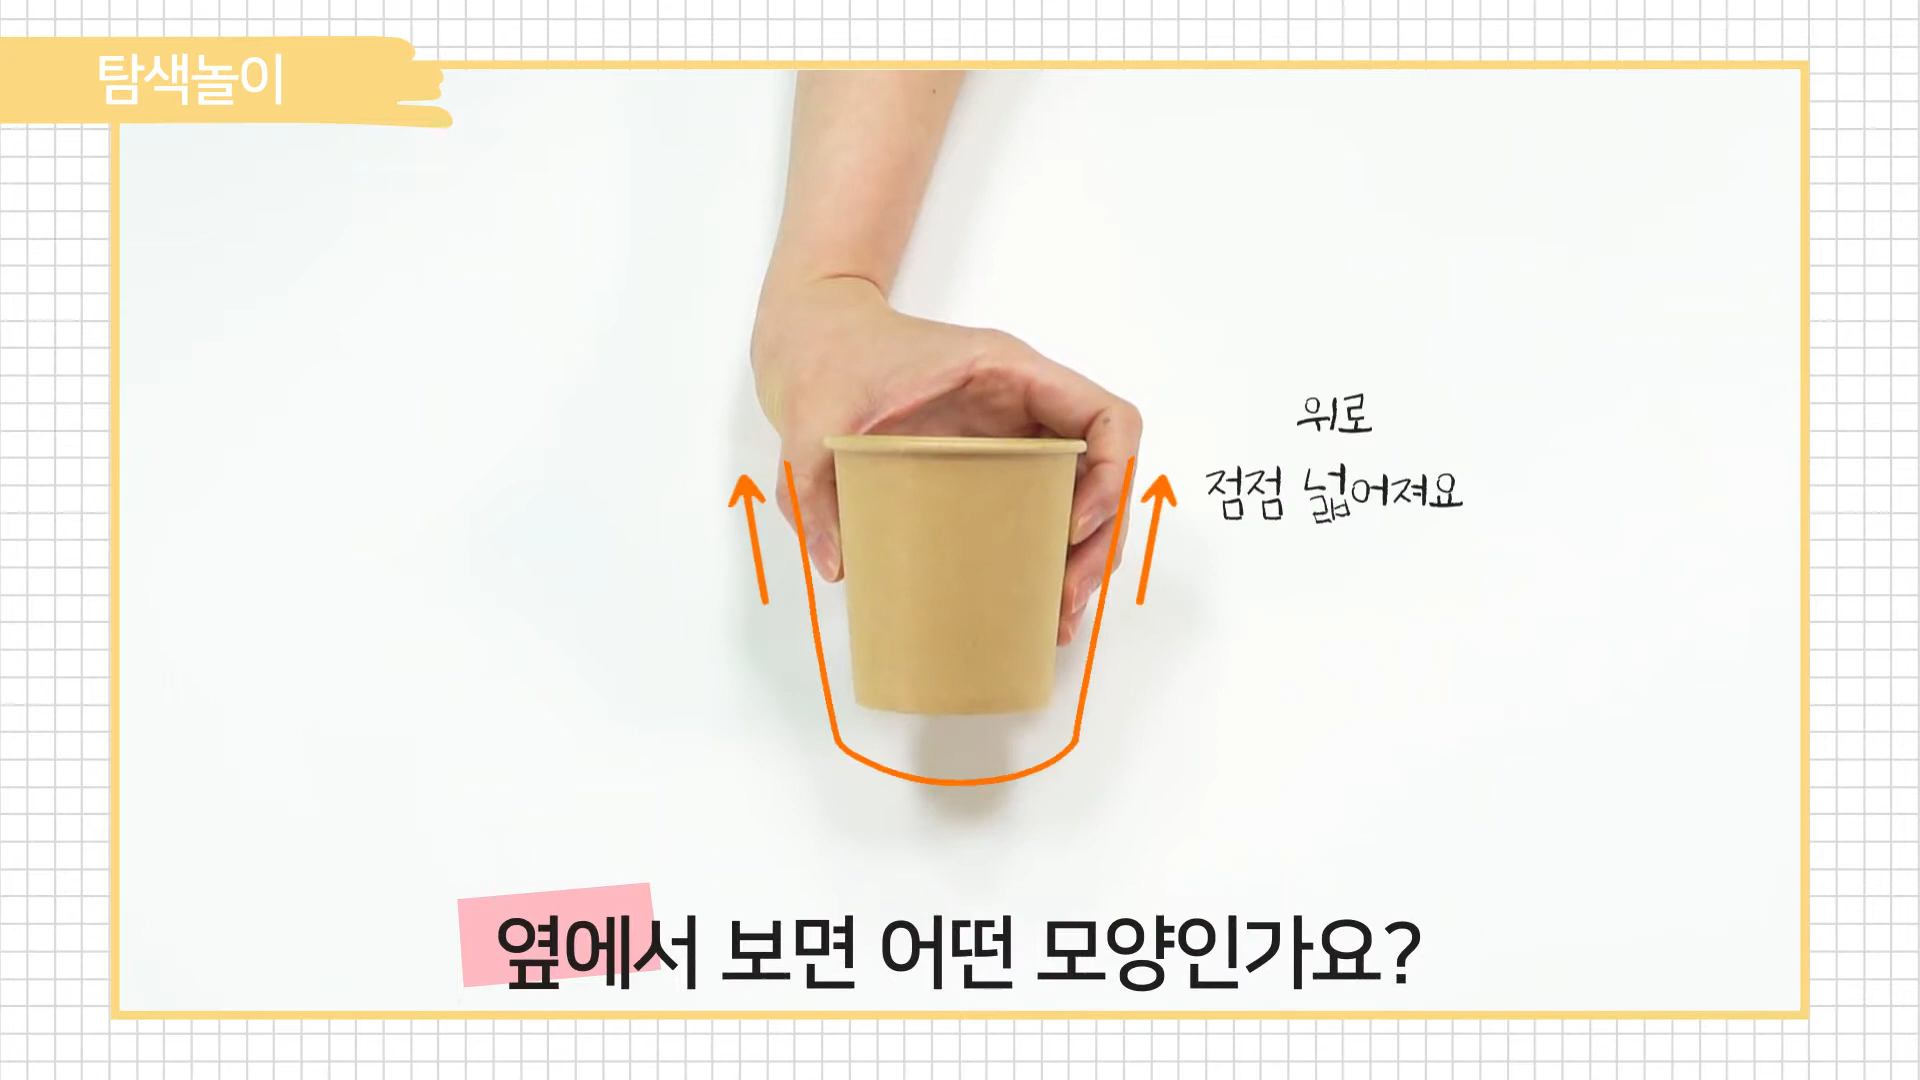 탐색놀이
위로
점점 넓어져요
옆에서 보면 어떤 모양인가요?